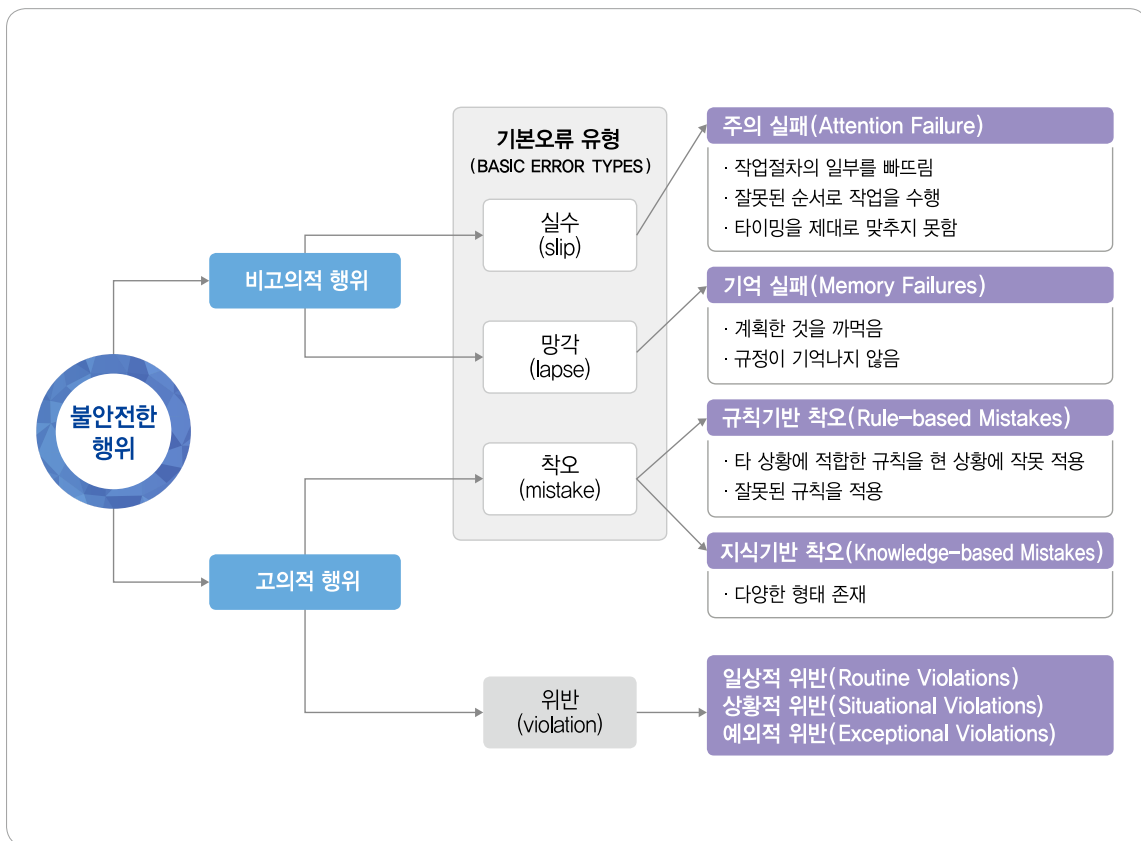 불안전한
행위
비고의적 행위
고의적 행위
기본오류 유형
(BASIC ERROR TYPES)
실수
(slip)
망각
(lapse)
착오
(mistake)
위반
(violation)
주의 실패(Attention Failure)
· 작업절차의 일부를 빠뜨림
· 잘못된 순서로 작업을 수행
· 타이밍을 제대로 맞추지 못함
기억 실패(Memory Failures)
· 계획한 것을 까먹음
· 규정이 기억나지 않음
규칙기반 착오(Rule-based Mistakes)
· 타 상황에 적합한 규칙을 현 상황에 작못 적용
· 잘못된 규칙을 적용
지식기반 착오(Knowledge-based Mistakes)
· 다양한 형태 존재
일상적 위반(Routine Violations)
상황적 위반(Situational Violations)
예외적 위반(Exceptional Violations)